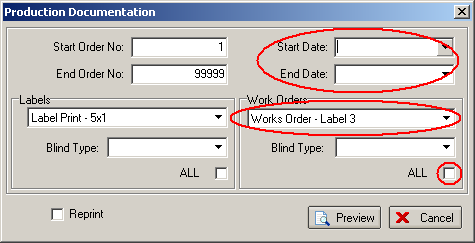 Production Documentation
Start Order No: 1 Start Date:
End Order No: 99999 End Date:
Labels Work Orders
Label Print - 5x1 Works Order - Label 3
Blind Type: Blind Type:
ALL ALL
Reprint Preview Cancel